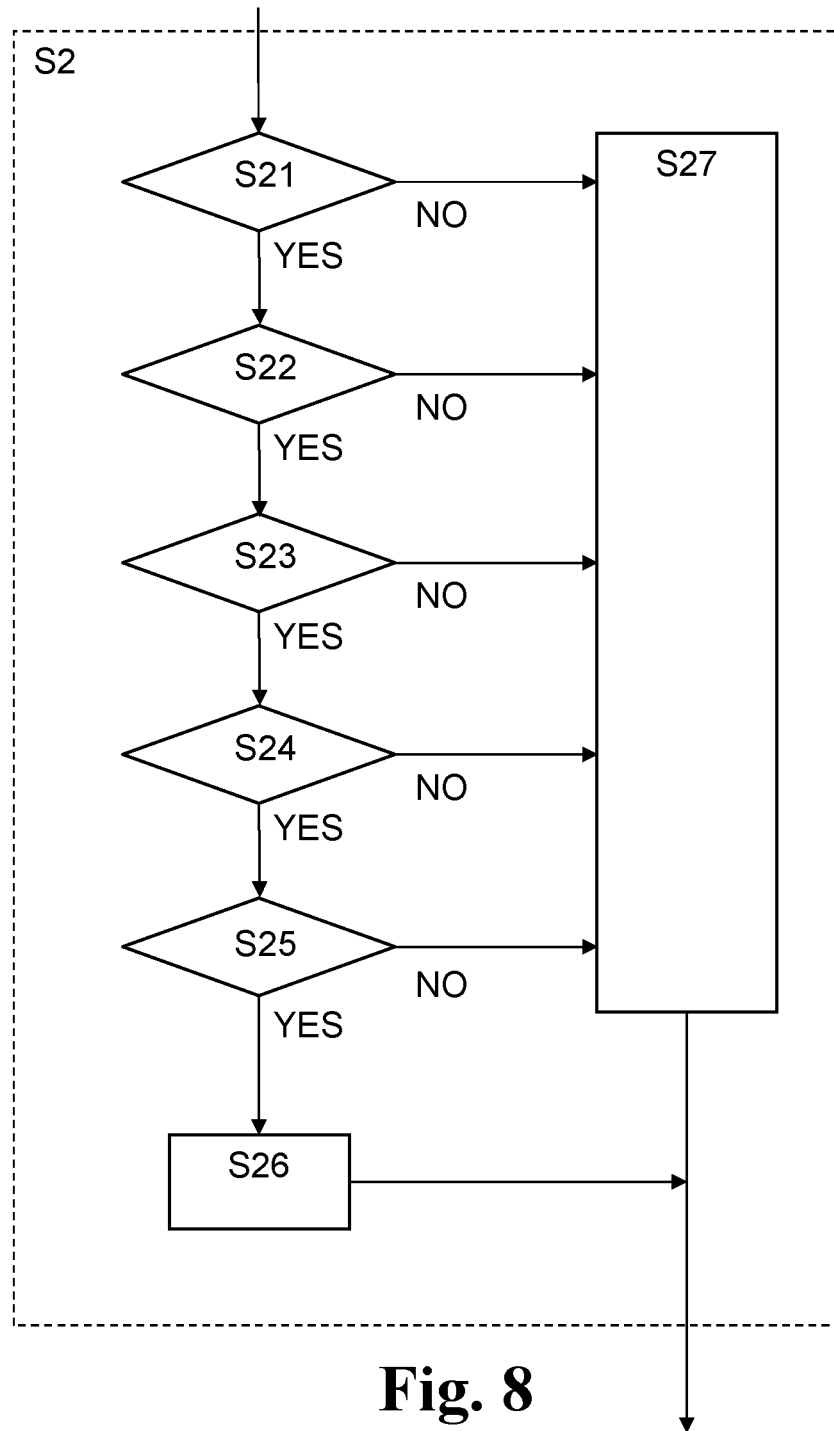 S2
S21
S27
NO
YES
S22
NO
YES
S23
NO
YES
S24
NO
YES
S25
NO
YES
S26
Fig. 8